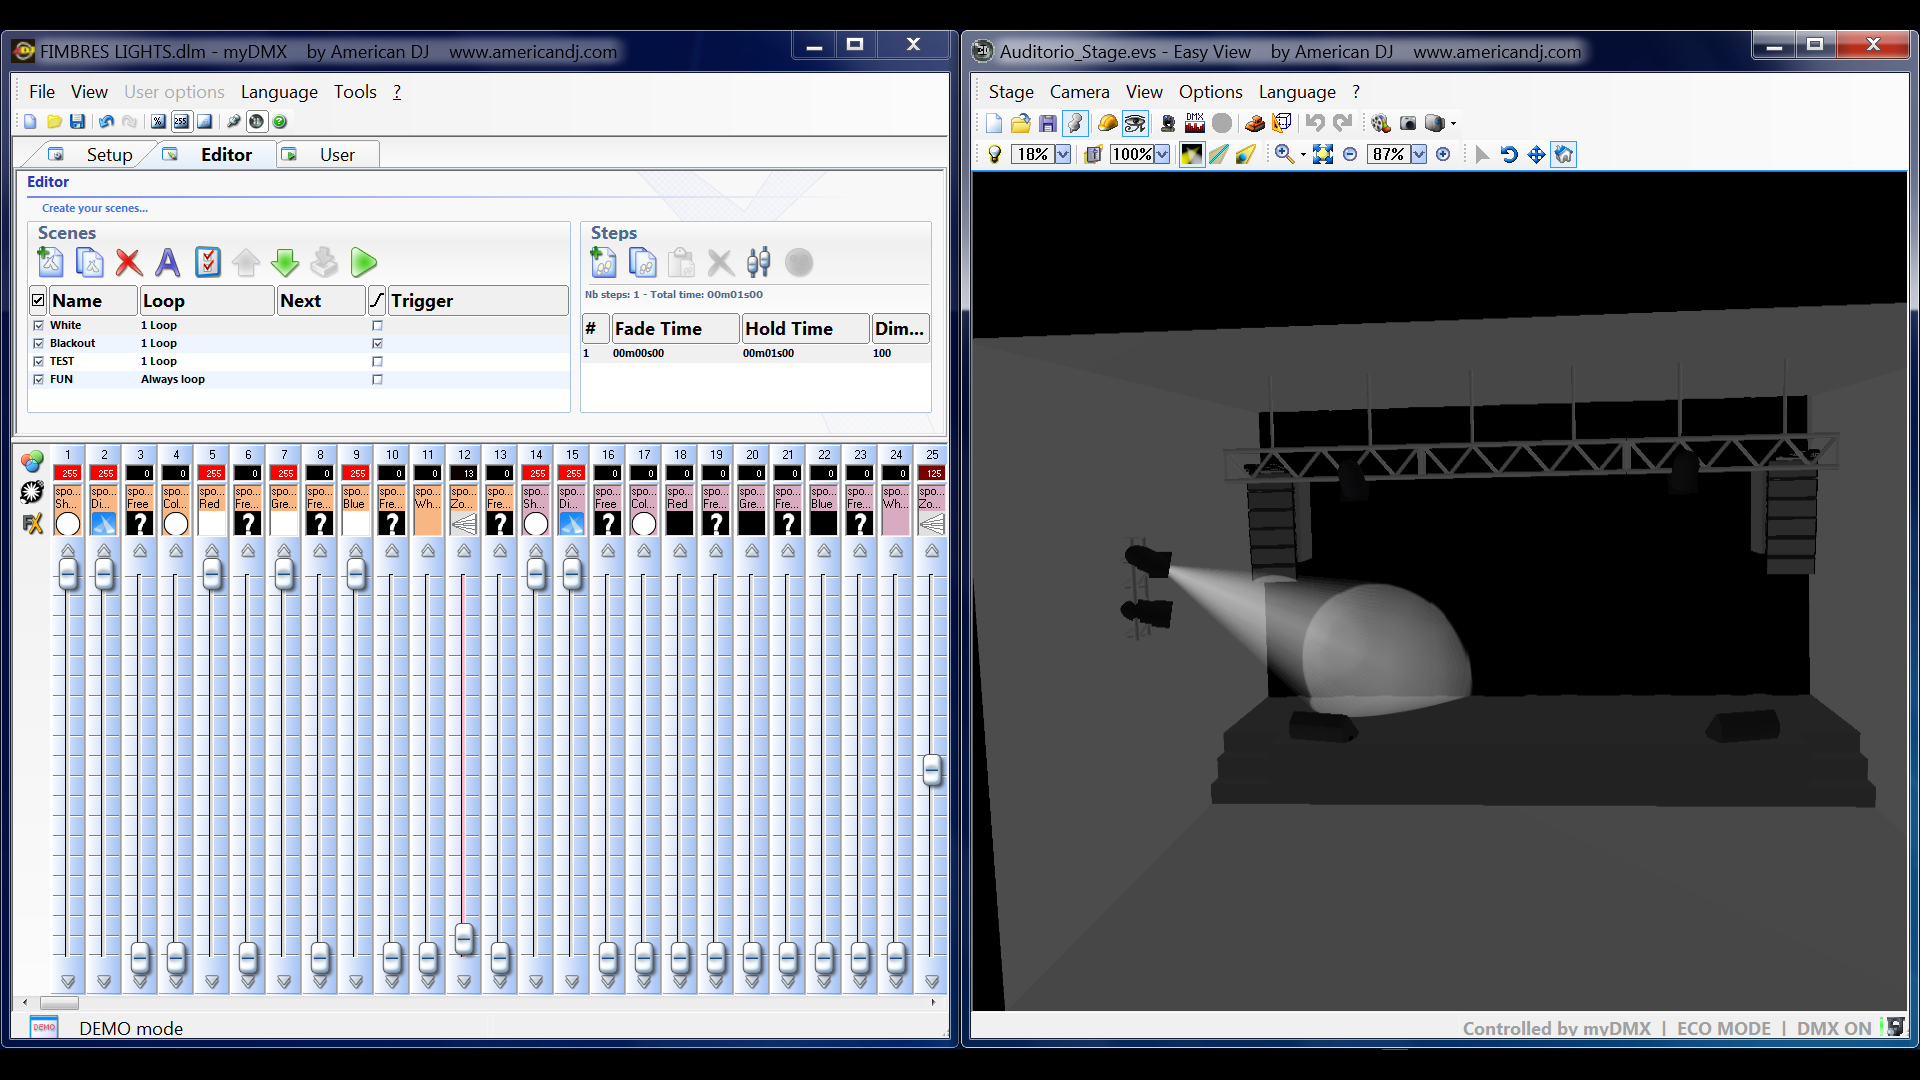 FIMBRES LIGHTS.dlm - myDMX    by American DJ    www.americandj.com
File View User options Language Tools ?
% 255
Setup Editor User
Editor
Create your scenes...
Scenes
Name Loop Next Trigger
White 1 Loop
Blackout 1 Loop
TEST 1 Loop
FUN Always loop
Steps
Nb steps: 1 - Total time: 00m01s00
# Fade Time Hold Time Dim...
1 00m00s00 00m01s00 100
1 2 3 4 5 6 7 8 9 10 11 12 13 14 15 16 17 18 19 20 21 22 23 24 25
255 255 0 0 255 0 255 0 255 0 0 13 0 255 255 0 0 0 0 0 0 0 0 0 125
spo... spo... spo... spo... spo... spo... spo... spo... spo... spo... spo... spo... spo... spo... spo... spo... spo... spo... spo... spo... spo... spo... spo... spo... spo...
Sh... Di... Free Col... Red Fre... Gre... Fre... Blue Fre... Wh... Zo... Fre... Sh... Di... Free Co... Red Fre... Gre... Fre... Blue Fre... Wh... Zo...
? ? ? ? ? ? ? ? ?
FX
DEMO DEMO mode
Auditorio_Stage.evs - Easy View    by American DJ    www.americandj.com
Stage Camera View Options Language ?
DMX
18% 100% 87%
Controlled by myDMX | ECO MODE | DMX ON